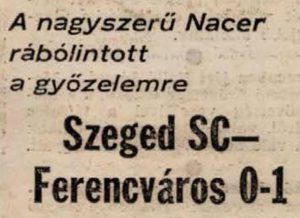 A nagyszerű Nacer
rábólintott
a győzelemre
Szeged SC–
Ferencváros 0-1